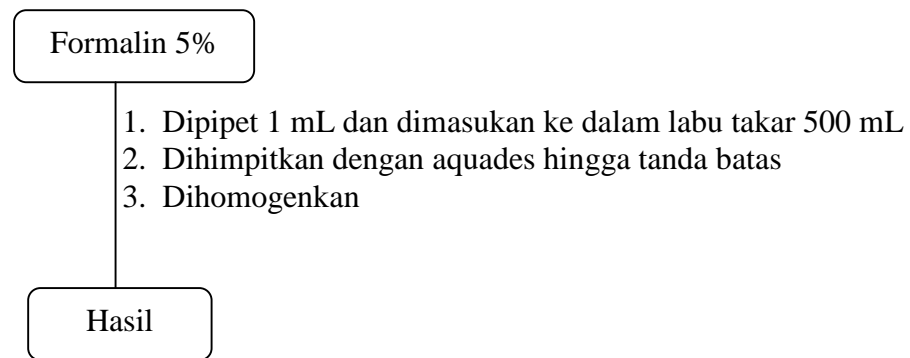 Formalin 5%
1. Dipipet 1 mL dan dimasukan ke dalam labu takar 500 mL
2. Dihimpitkan dengan aquades hingga tanda batas
3. Dihomogenkan
Hasil